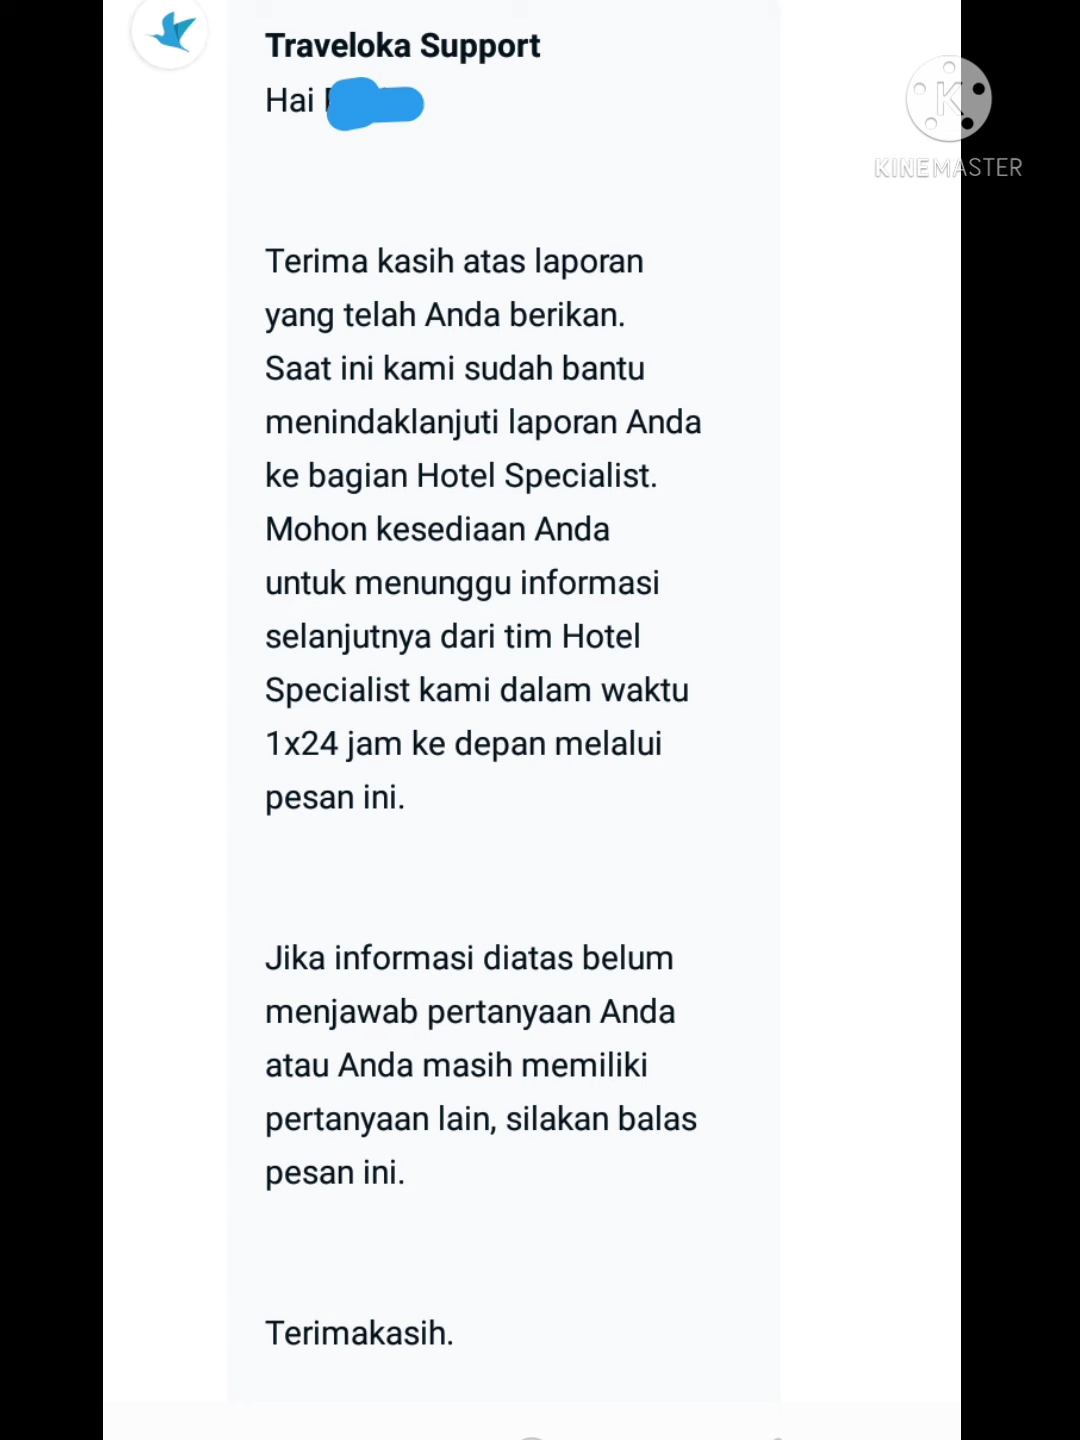 Traveloka Support
Hai
KINEMASTER
Terima kasih atas laporan
yang telah Anda berikan.
Saat ini kami sudah bantu
menindaklanjuti laporan Anda
ke bagian Hotel Specialist.
Mohon kesediaan Anda
untuk menunggu informasi
selanjutnya dari tim Hotel
Specialist kami dalam waktu
1x24 jam ke depan melalui
pesan ini.
Jika informasi diatas belum
menjawab pertanyaan Anda
atau Anda masih memiliki
pertanyaan lain, silakan balas
pesan ini.
Terimakasih.